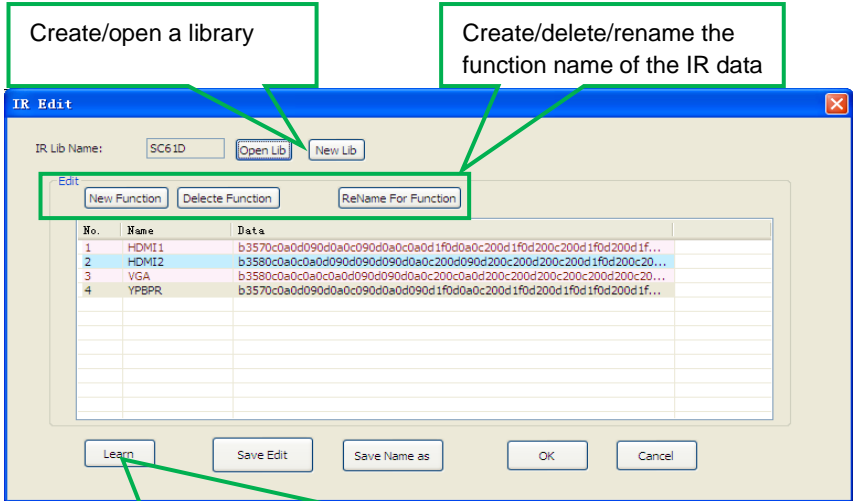 Create/open a library
Create/delete/rename the
function name of the IR data
IR Edit
IR Lib Name: SC61D Open Lib New Lib
Edit
New Function Delecte Function ReName For Function
No. Name Data
1 HDMI1 b3570c0a0d090d0a0c090d0a0c0a0d1f0d0a0c200d1f0d200c200d1f0d200d1f...
2 HDMI2 b3580c0a0c0a0d090d090d090d0a0c200d090d200c200d200c200d1f0d200c20...
3 VGA b3580c0a0c0a0c0a0d090d090d0a0c200c0a0d200c200d200c200c200d200c20...
4 YPBPR b3570c0a0d090d0a0c090d0a0d090d1f0d0a0c200d1f0d200d1f0d1f0d200d1f...
Learn Save Edit Save Name as OK Cancel